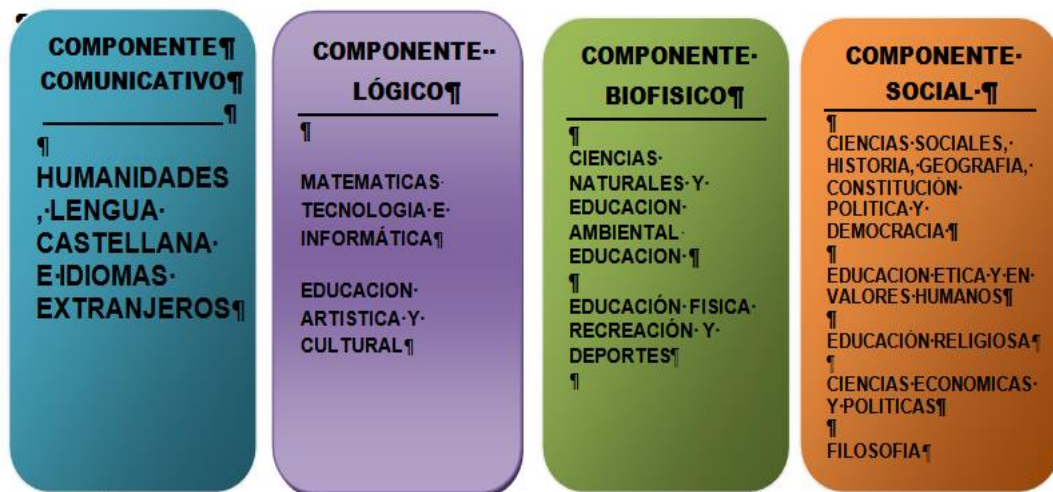 ¶
COMPONENTE¶
COMUNICATIVO¶
____________¶
¶
HUMANIDADES
,·LENGUA·
CASTELLANA·
E·IDIOMAS·
EXTRANJEROS¶
COMPONENTE··
LÓGICO¶
¶
MATEMATICAS·
TECNOLOGIA·E·
INFORMÁTICA¶
EDUCACION·
ARTISTICA·Y·
CULTURAL¶
COMPONENTE·
BIOFISICO¶
¶
CIENCIAS·
NATURALES·Y·
EDUCACION·
AMBIENTAL·
EDUCACION·¶
¶
EDUCACIÓN·FISICA·
RECREACIÓN·Y·
DEPORTES¶
¶
COMPONENTE·
SOCIAL·¶
¶
CIENCIAS·SOCIALES,·
HISTORIA,·GEOGRAFIA,·
CONSTITUCIÓN·
POLITICA·Y·
DEMOCRACIA·¶
¶
EDUCACION·ETICA·Y·EN·
VALORES·HUMANOS¶
¶
EDUCACIÓN·RELIGIOSA¶
¶
CIENCIAS·ECONOMICAS·
Y·POLITICAS¶
¶
FILOSOFIA¶